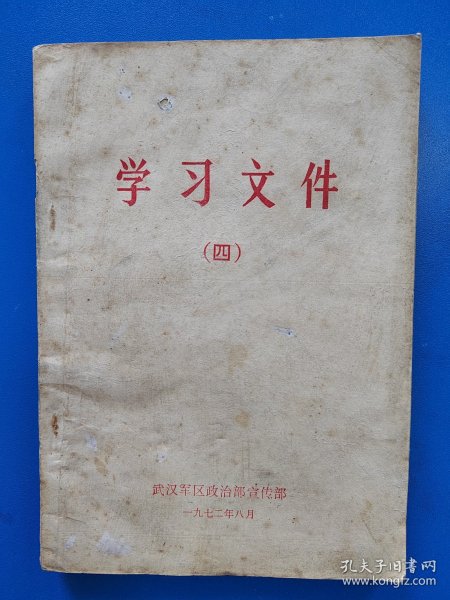 学习文件
（四）
武汉军区政治部宣传部
一九七二年八月
孔夫子旧书网
www.kongfz.com